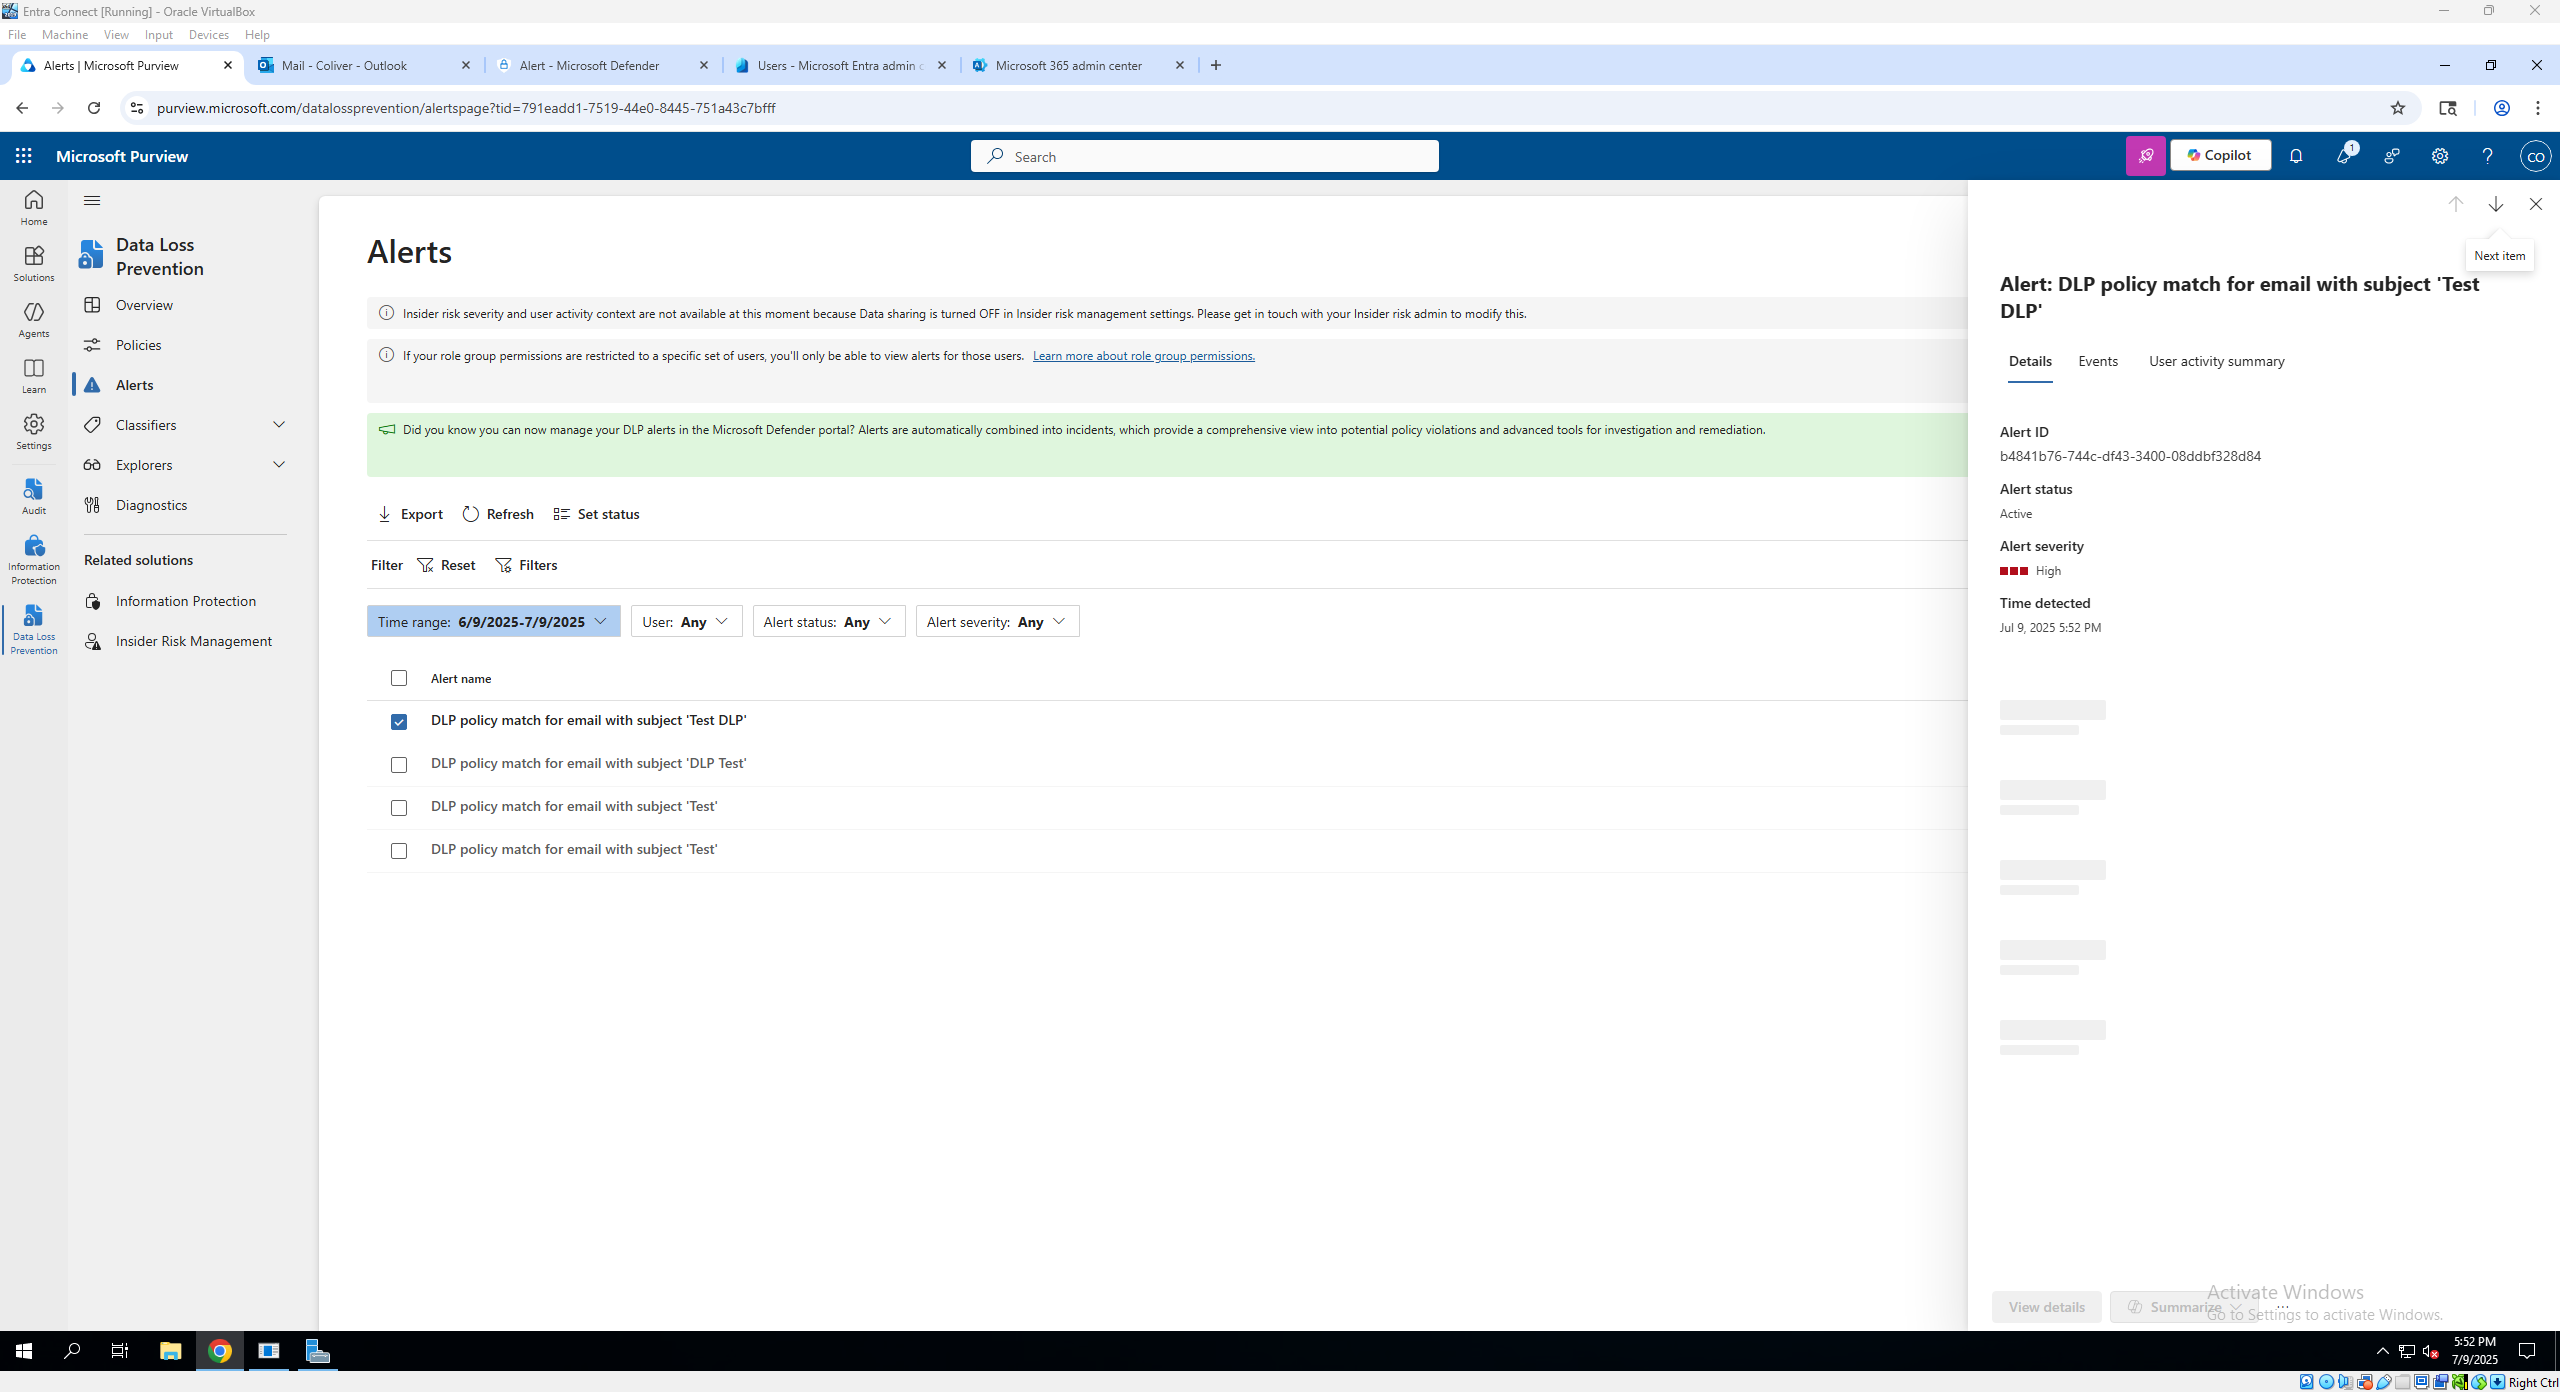 Entra Connect [Running] - Oracle VirtualBox
File Machine View Input Devices Help
Alerts | Microsoft Purview
Mail - Coliver - Outlook
Alert - Microsoft Defender
Users - Microsoft Entra admin c
Microsoft 365 admin center
purview.microsoft.com/datalossprevention/alertspage?tid=791eadd1-7519-44e0-8445-751a43c7bfff
Microsoft Purview
Search
Copilot
1
CO
Home
Solutions
Agents
Learn
Settings
Audit
Information
Protection
Data Loss
Prevention
Data Loss
Prevention
Overview
Policies
Alerts
Classifiers
Explorers
Diagnostics
Related solutions
Information Protection
Insider Risk Management
Alerts
Insider risk severity and user activity context are not available at this moment because Data sharing is turned OFF in Insider risk management settings. Please get in touch with your Insider risk admin to modify this.
If your role group permissions are restricted to a specific set of users, you'll only be able to view alerts for those users. Learn more about role group permissions.
Did you know you can now manage your DLP alerts in the Microsoft Defender portal? Alerts are automatically combined into incidents, which provide a comprehensive view into potential policy violations and advanced tools for investigation and remediation.
Export Refresh Set status
Filter Reset Filters
Time range: 6/9/2025-7/9/2025 User: Any Alert status: Any Alert severity: Any
Alert name
DLP policy match for email with subject 'Test DLP'
DLP policy match for email with subject 'DLP Test'
DLP policy match for email with subject 'Test'
DLP policy match for email with subject 'Test'
Next item
Alert: DLP policy match for email with subject 'Test
DLP'
Details Events User activity summary
Alert ID
b4841b76-744c-df43-3400-08ddbf328d84
Alert status
Active
Alert severity
High
Time detected
Jul 9, 2025 5:52 PM
View details Summarize ...
Activate Windows
Go to Settings to activate Windows.
5:52 PM
7/9/2025
Right Ctrl